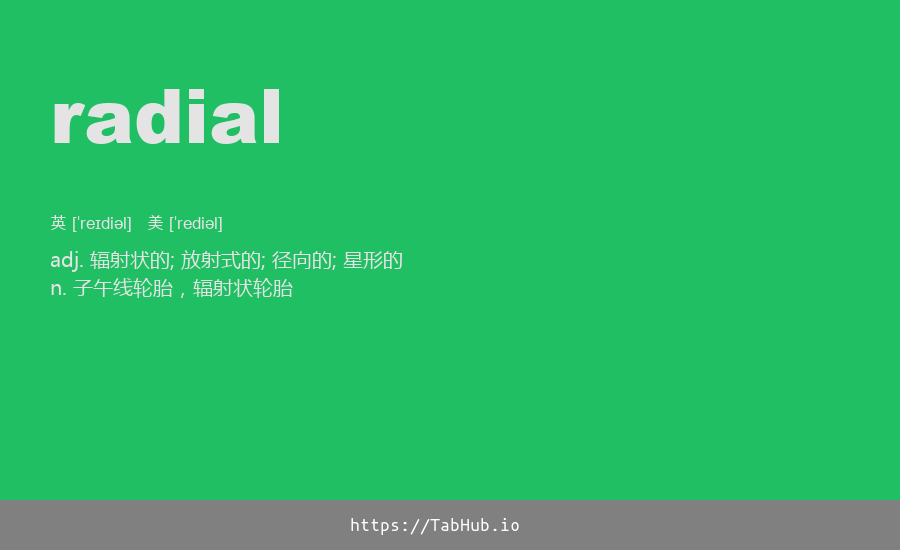 radial
英 ['reɪdiəl] 美 ['rediəl]
adj. 辐射状的; 放射式的; 径向的; 星形的
n. 子午线轮胎，辐射状轮胎
https://TabHub.io